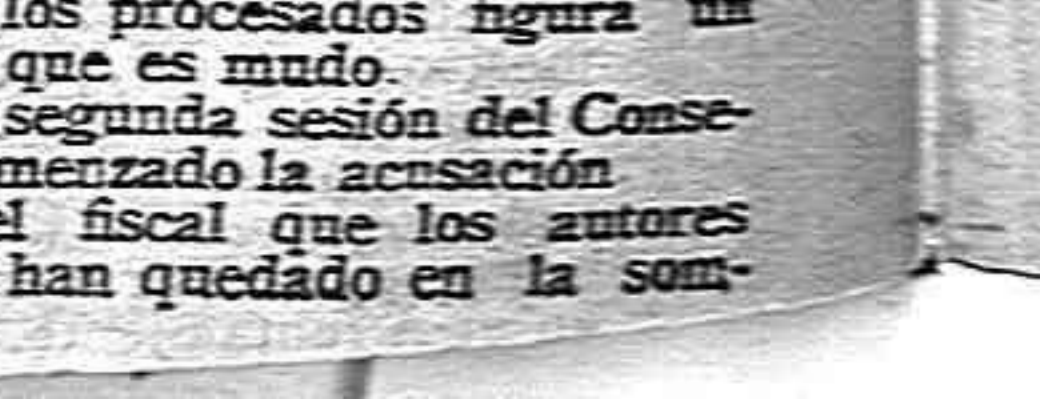 los procesados figura un
que es mudo.
segunda sesión del Conse-
menzado la acusación
el fiscal que los autores
han quedado en la som-